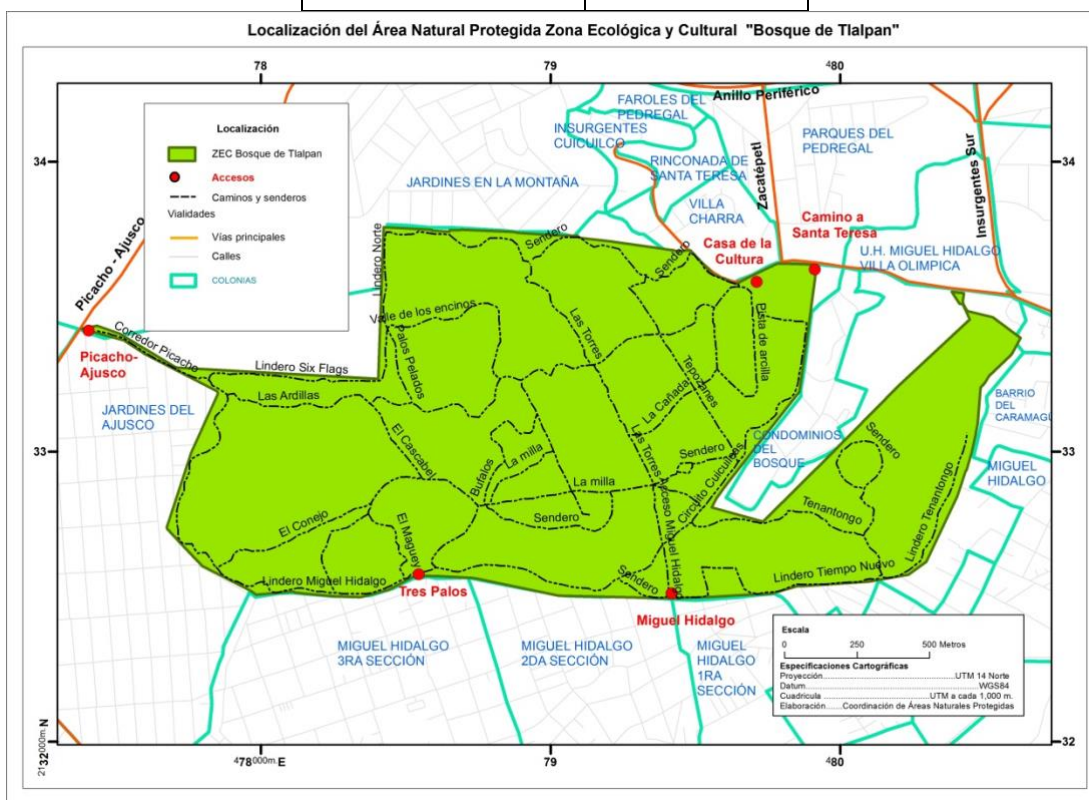 Localización del Área Natural Protegida Zona Ecológica y Cultural "Bosque de Tlalpan"
78
79
⁴80
34
34
33
33
32
21 32 000m. N
⁴78 000m. E
79
⁴80
Localización
ZEC Bosque de Tlalpan
Accesos
Caminos y senderos
Vialidades
Vías principales
Calles
COLONIAS
Anillo Periférico
FAROLES DEL
PEDREGAL
INSURGENTES
CUICUILCO
PARQUES DEL
PEDREGAL
RINCONADA DE
SANTA TERESA
JARDINES EN LA MONTAÑA
VILLA
CHARRA
Zacatépetl
Insurgentes Sur
Camino a
Santa Teresa
Casa de la
Cultura
U.H. MIGUEL HIDALGO
VILLA OLIMPICA
Picacho - Ajusco
Picacho-
Ajusco
Corredor Picacho
Lindero Norte
Sendero
Sendero
Valle de los encinos
Palos Pelados
Las Torres
Pista de arcilla
Lindero Six Flags
Las Ardillas
Tepozanes
La Cañada
JARDINES DEL
AJUSCO
BARRIO
DEL
CARAMAGU
El Cascabel
Las Torres Acceso Miguel Hidalgo
CONDOMINIOS
DEL
BOSQUE
Sendero
Sendero
MIGUEL
HIDALGO
Bufalos
La milla
La milla
Circuito Cuicuilcas
Sendero
Tenantongo
Lindero Tenantongo
El Conejo
El Maguey
Lindero Miguel Hidalgo
Sendero
Lindero Tiempo Nuevo
Tres Palos
Miguel Hidalgo
MIGUEL HIDALGO
3RA SECCIÓN
MIGUEL HIDALGO
2DA SECCIÓN
MIGUEL
HIDALGO
1RA
SECCIÓN
Escala
0 250 500 Metros
Especificaciones Cartográficas
Proyección UTM 14 Norte
Datum WGS84
Cuadricula UTM a cada 1,000 m.
Elaboración Coordinación de Áreas Naturales Protegidas